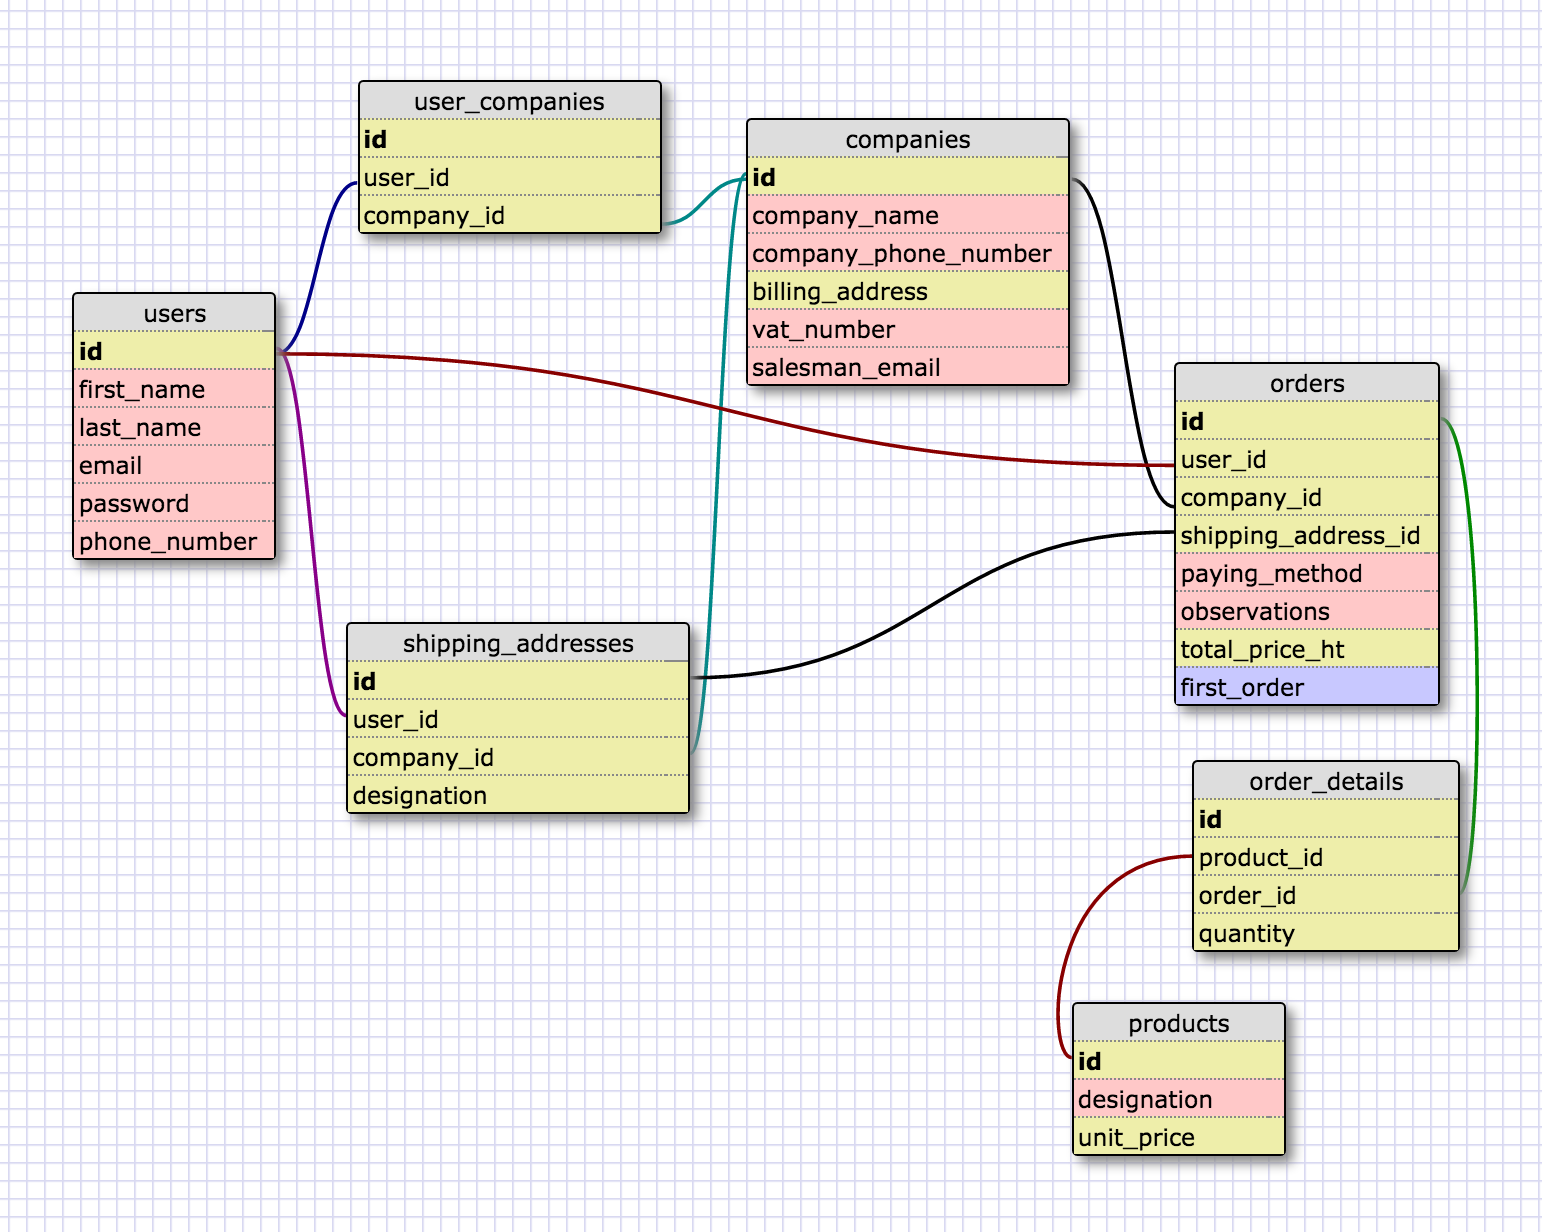 user_companies
id
user_id
company_id
companies
id
company_name
company_phone_number
billing_address
vat_number
salesman_email
users
id
first_name
last_name
email
password
phone_number
orders
id
user_id
company_id
shipping_address_id
paying_method
observations
total_price_ht
first_order
shipping_addresses
id
user_id
company_id
designation
order_details
id
product_id
order_id
quantity
products
id
designation
unit_price